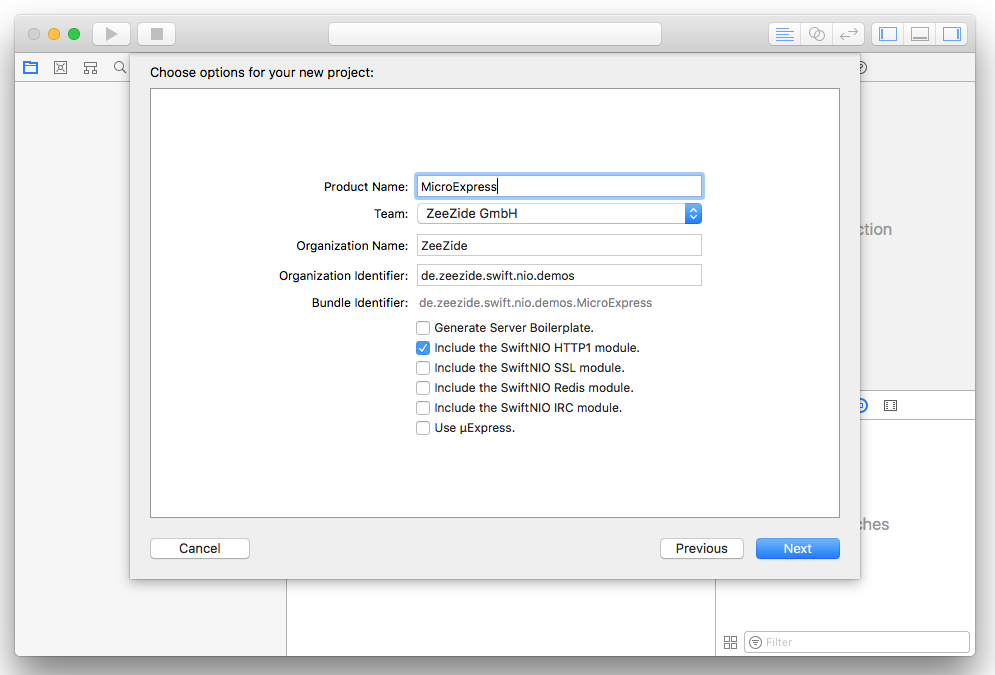 Choose options for your new project:
Product Name: MicroExpress
Team: ZeeZide GmbH
Organization Name: ZeeZide
Organization Identifier: de.zeezide.swift.nio.demos
Bundle Identifier: de.zeezide.swift.nio.demos.MicroExpress
Generate Server Boilerplate.
Include the SwiftNIO HTTP1 module.
Include the SwiftNIO SSL module.
Include the SwiftNIO Redis module.
Include the SwiftNIO IRC module.
Use µExpress.
Cancel Previous Next
Filter